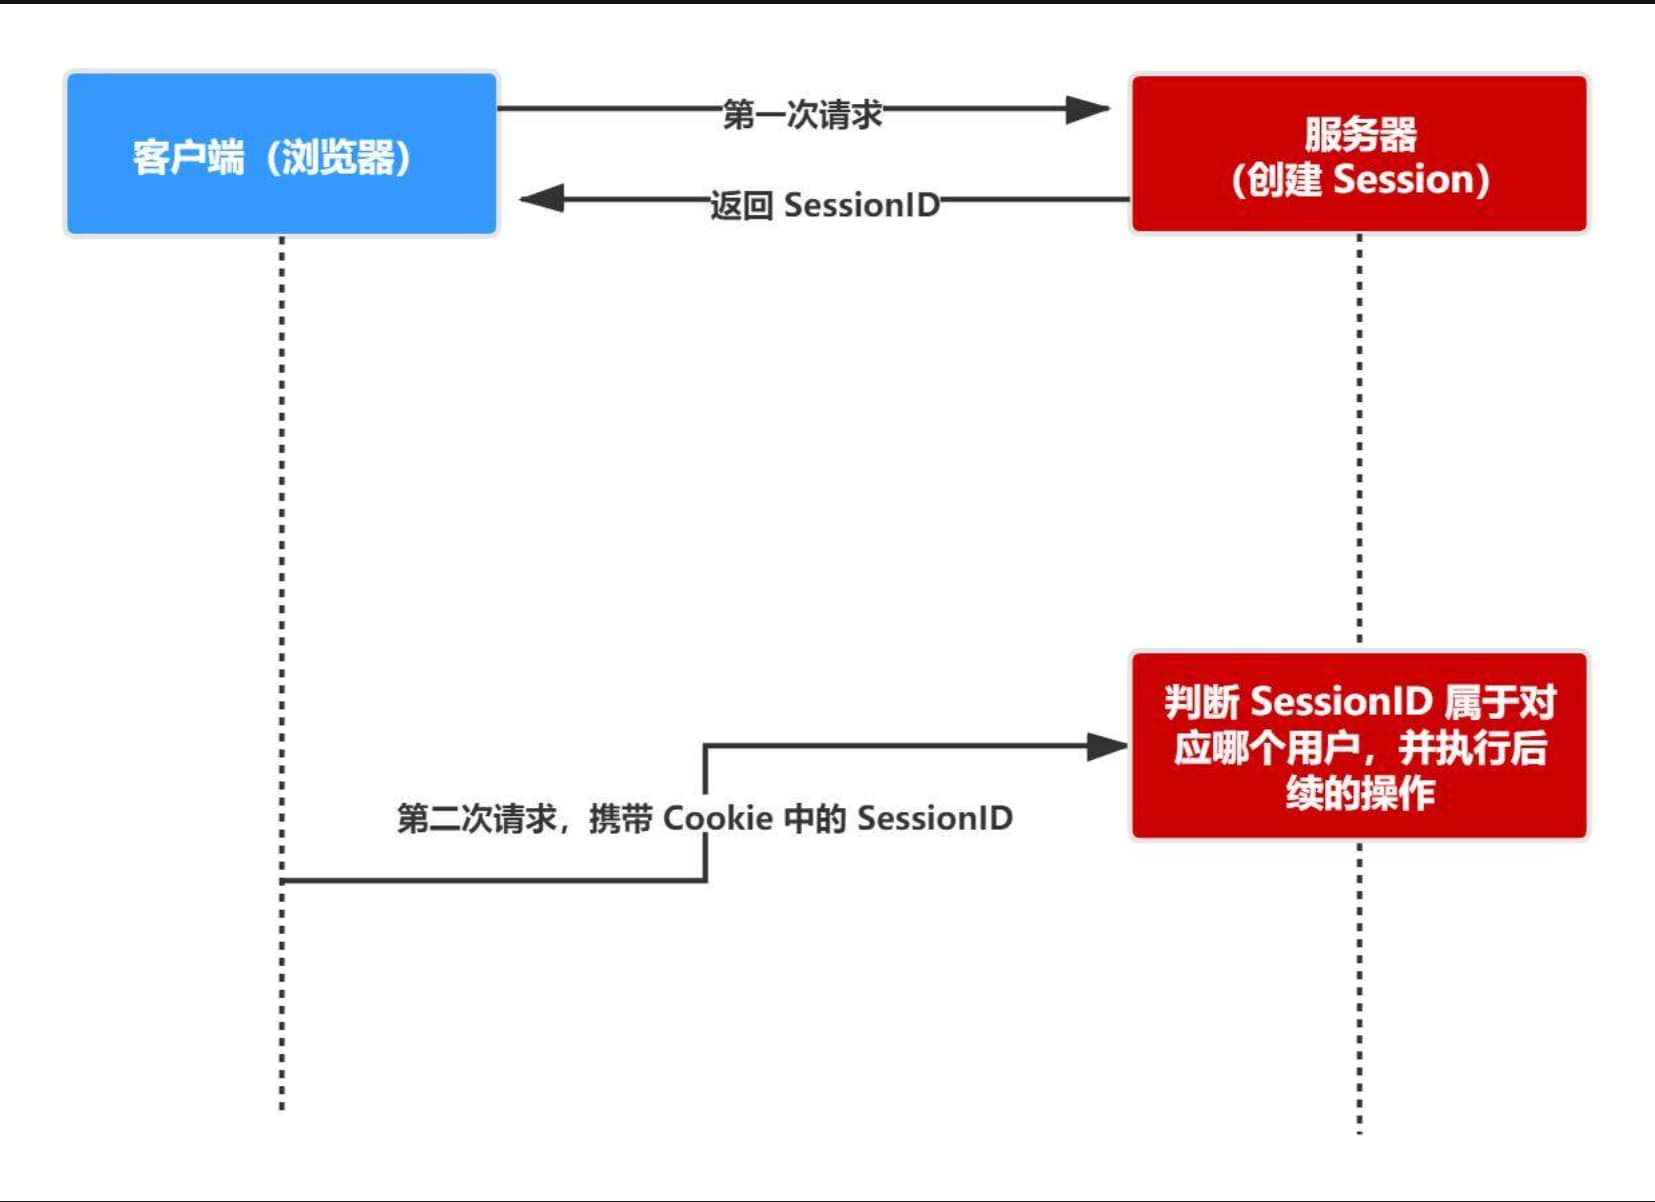 客户端（浏览器）
第一次请求
服务器
（创建 Session）
返回 SessionID
判断 SessionID 属于对
应哪个用户，并执行后
续的操作
第二次请求，携带 Cookie 中的 SessionID